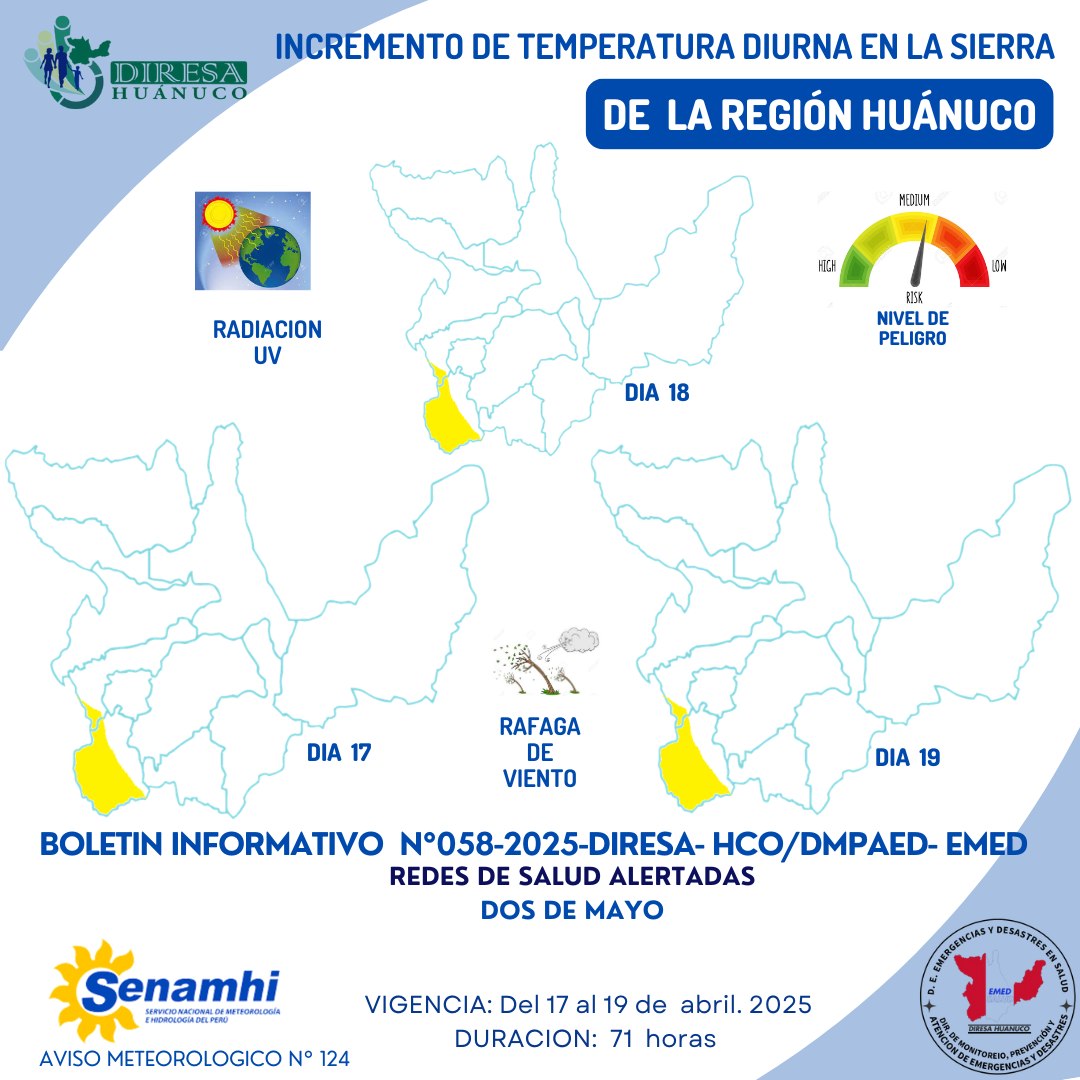 DIRESA
HUÁNUCO
INCREMENTO DE TEMPERATURA DIURNA EN LA SIERRA
DE LA REGIÓN HUÁNUCO
RADIACION
UV
MEDIUM
HIGH
LOW
RISK
NIVEL DE
PELIGRO
DIA 18
DIA 17
RAFAGA
DE
VIENTO
DIA 19
BOLETIN INFORMATIVO N°058-2025-DIRESA- HCO/DMPAED- EMED
REDES DE SALUD ALERTADAS
DOS DE MAYO
Senamhi
SERVICIO NACIONAL DE METEOROLOGÍA
E HIDROLOGÍA DEL PERÚ
AVISO METEOROLOGICO N° 124
VIGENCIA: Del 17 al 19 de abril. 2025
DURACION: 71 horas
D. E. EMERGENCIAS Y DESASTRES EN SALUD
EMED
DIRESA HUANUCO
DIR. DE MONITOREIO, PREVENCIÓN Y
ATENCION DE EMERGENCIAS Y DESASTRES